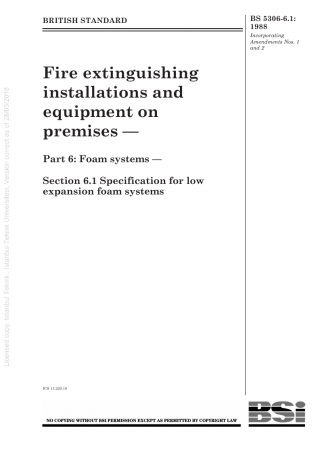 BRITISH STANDARD
BS 5306-6.1:
1988
Incorporating
Amendments Nos. 1
and 2
Fire extinguishing
installations and
equipment on
premises —
Part 6: Foam systems —
Section 6.1 Specification for low
expansion foam systems
BSi
NO COPYING WITHOUT BSI PERMISSION EXCEPT AS PERMITTED BY COPYRIGHT LAW